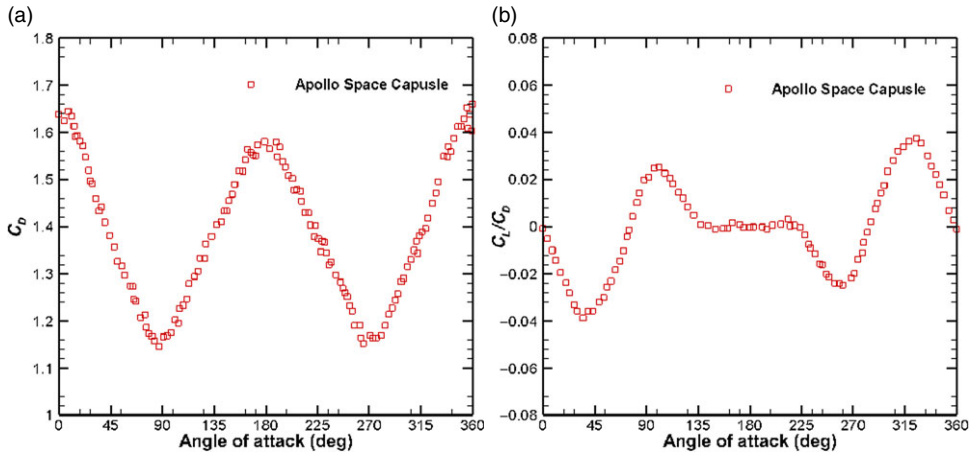 (a)
1.8
1.7
1.6
1.5
1.4
1.3
1.2
1.1
1
C_D
Apollo Space Capusle
0 45 90 135 180 225 270 315 360
Angle of attack (deg)
(b)
0.08
0.06
0.04
0.02
0
−0.02
−0.04
−0.06
−0.08
C_L/C_D
Apollo Space Capusle
0 45 90 135 180 225 270 315 360
Angle of attack (deg)